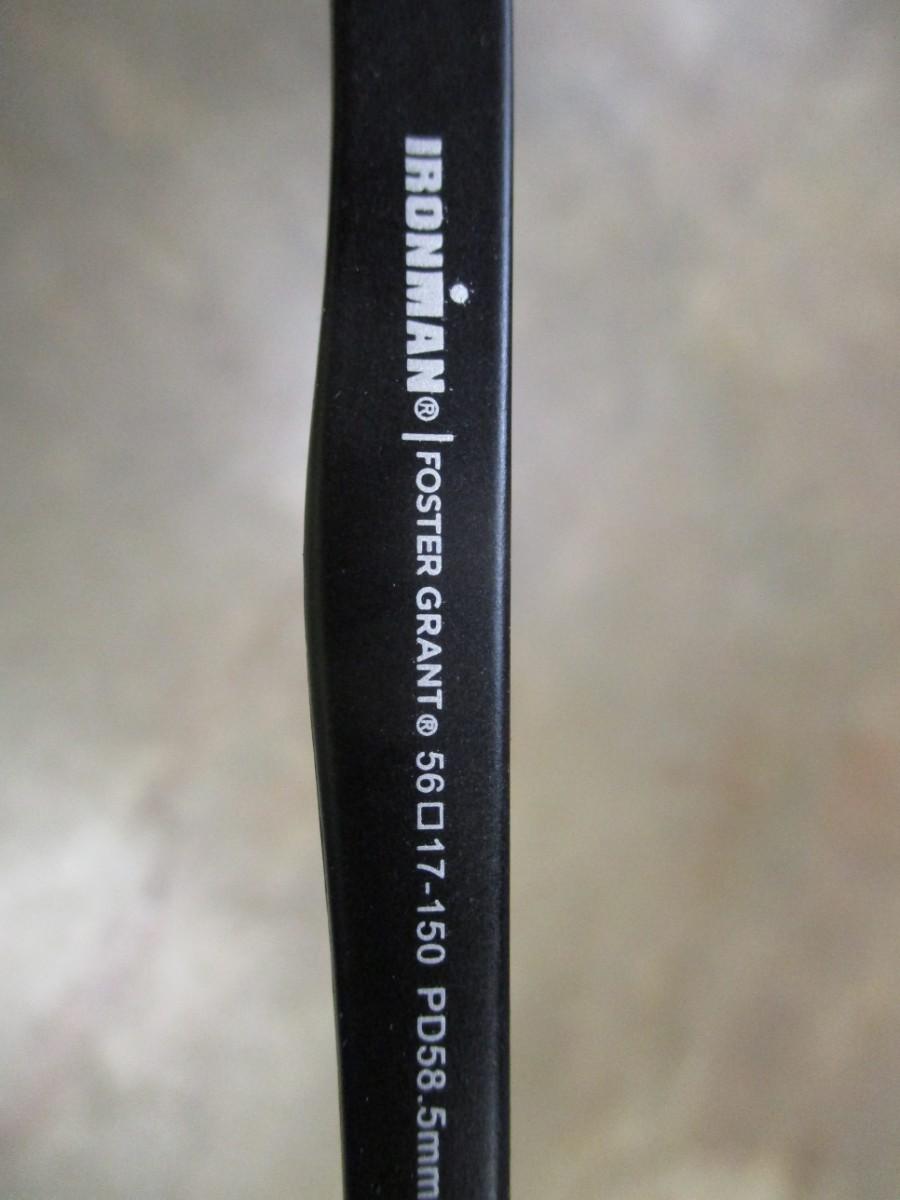 IRONMAN® | FOSTER GRANT® 56□17-150 PD58.5mm